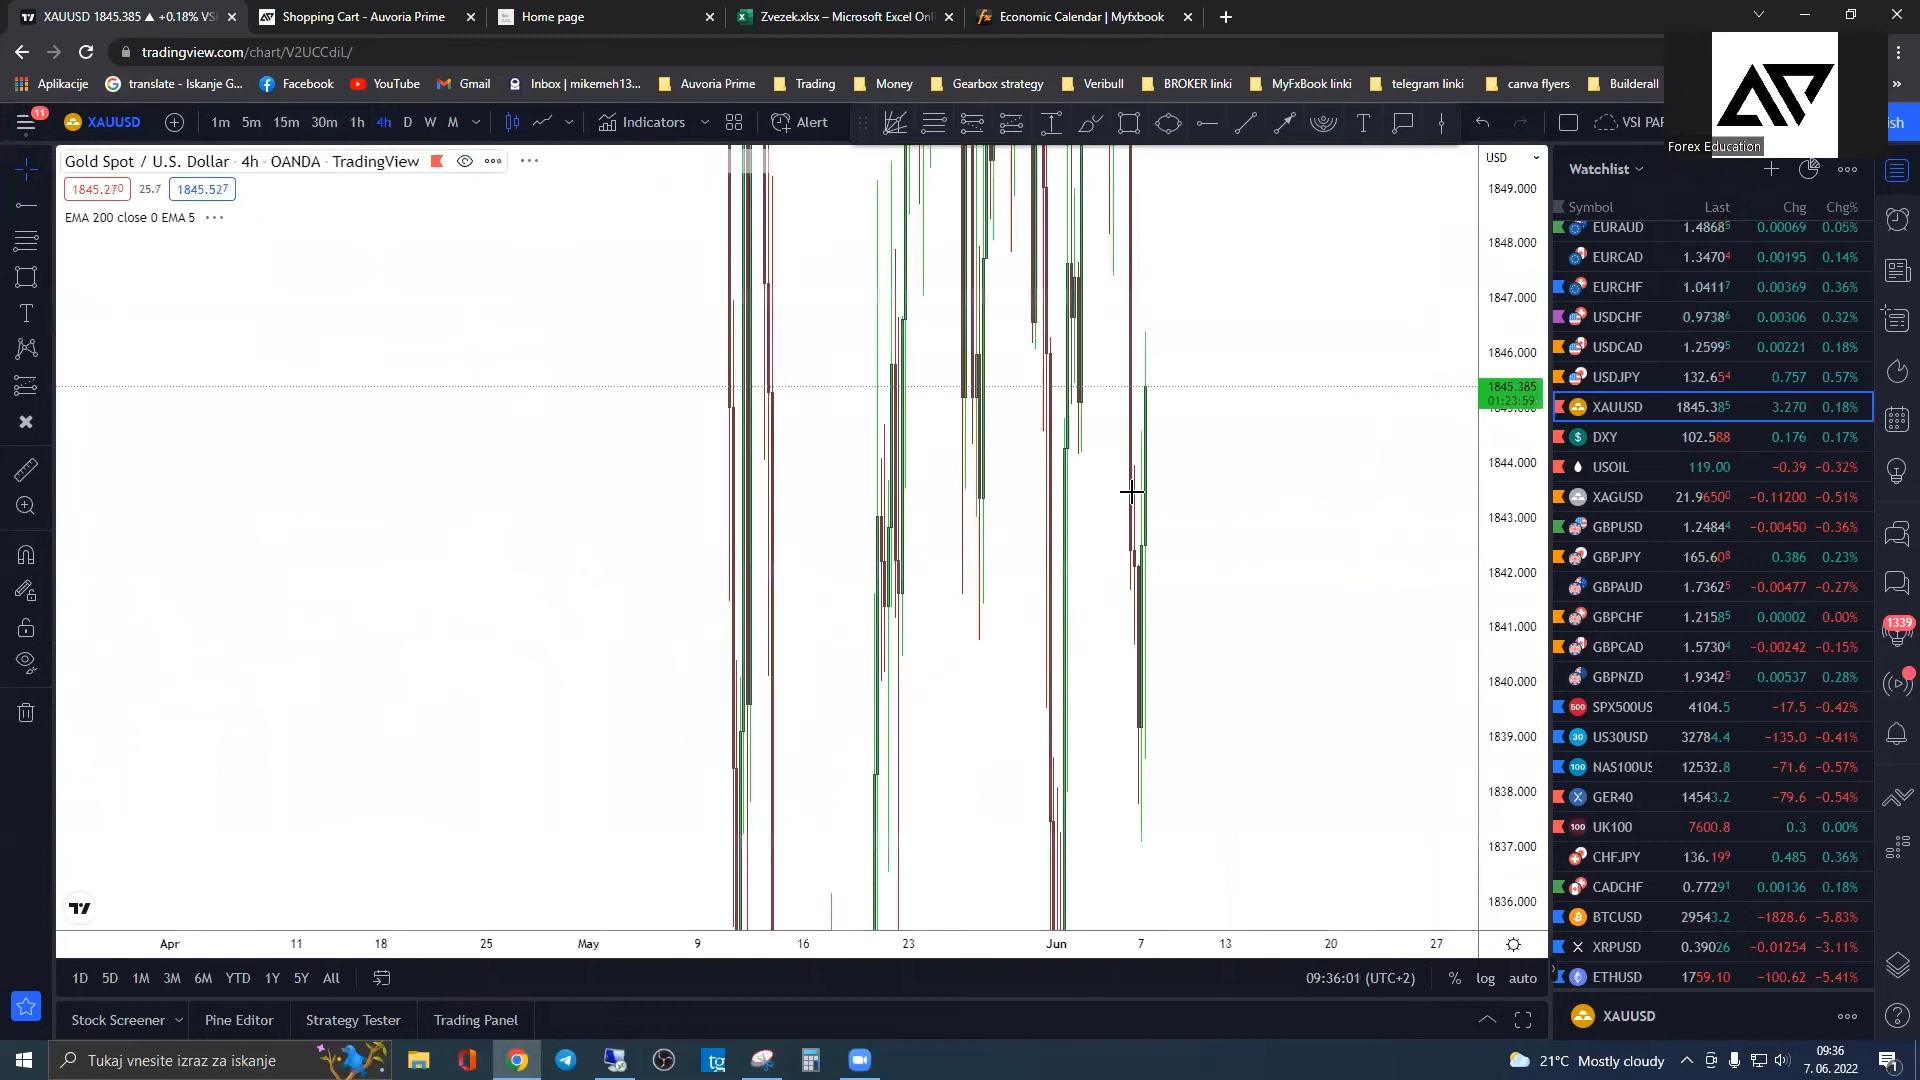 XAUUSD 1845.385 ▲ +0.18% VSI
Shopping Cart - Auvoria Prime
Home page
Zvezek.xlsx – Microsoft Excel Onli
Economic Calendar | Myfxbook
tradingview.com/chart/V2UCCdiL/
Aplikacije
translate - Iskanje G...
Facebook
YouTube
Gmail
Inbox | mikemeh13...
Auvoria Prime
Trading
Money
Gearbox strategy
Veribull
BROKER linki
MyFxBook linki
telegram linki
canva flyers
Builderall
11
XAUUSD
1m 5m 15m 30m 1h 4h D W M
Indicators
Alert
VSI PAR
sh
Forex Education
Gold Spot / U.S. Dollar · 4h · OANDA · TradingView
1845.270 25.7 1845.527
EMA 200 close 0 EMA 5
USD
1849.000
1848.000
1847.000
1846.000
1845.385
01:23:59
1844.000
1843.000
1842.000
1841.000
1840.000
1839.000
1838.000
1837.000
1836.000
Apr 11 18 25 May 9 16 23 Jun 7 13 20 27
1D 5D 1M 3M 6M YTD 1Y 5Y All
09:36:01 (UTC+2)
% log auto
Stock Screener
Pine Editor
Strategy Tester
Trading Panel
Watchlist
Symbol Last Chg Chg%
EURAUD 1.48685 0.00069 0.05%
EURCAD 1.34704 0.00195 0.14%
EURCHF 1.04117 0.00369 0.36%
USDCHF 0.97386 0.00306 0.32%
USDCAD 1.25995 0.00221 0.18%
USDJPY 132.654 0.757 0.57%
XAUUSD 1845.385 3.270 0.18%
DXY 102.588 0.176 0.17%
USOIL 119.00 −0.39 −0.32%
XAGUSD 21.96500 −0.11200 −0.51%
GBPUSD 1.24844 −0.00450 −0.36%
GBPJPY 165.608 0.386 0.23%
GBPAUD 1.73625 −0.00477 −0.27%
GBPCHF 1.21585 0.00002 0.00%
GBPCAD 1.57304 −0.00242 −0.15%
GBPNZD 1.93425 0.00537 0.28%
500 SPX500US 4104.5 −17.5 −0.42%
30 US30USD 32784.4 −135.0 −0.41%
100 NAS100US 12532.8 −71.6 −0.57%
GER40 14543.2 −79.6 −0.54%
100 UK100 7600.8 0.3 0.00%
CHFJPY 136.199 0.485 0.36%
CADCHF 0.77291 0.00136 0.18%
BTCUSD 29543.2 −1828.6 −5.83%
XRPUSD 0.39026 −0.01254 −3.11%
ETHUSD 1759.10 −100.62 −5.41%
XAUUSD
1339
Tukaj vnesite izraz za iskanje
tg
21°C Mostly cloudy
09:36
7. 06. 2022
1